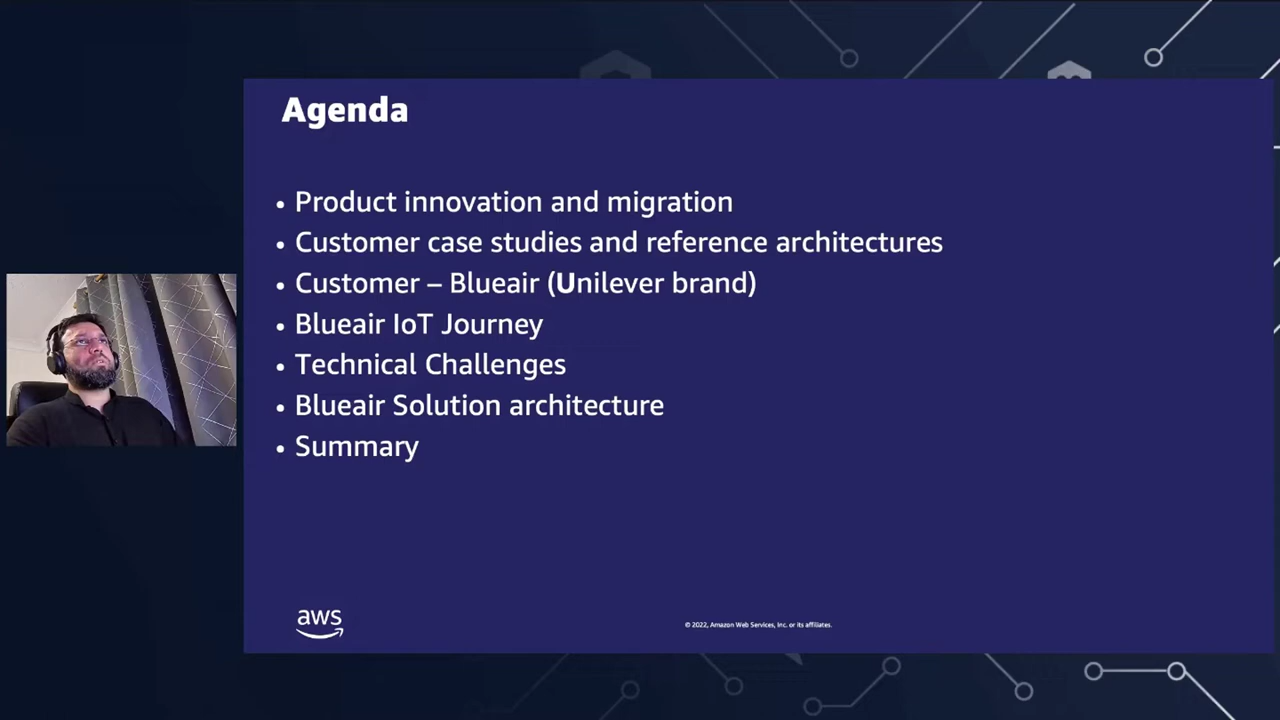 Agenda
• Product innovation and migration
• Customer case studies and reference architectures
• Customer – Blueair (Unilever brand)
• Blueair IoT Journey
• Technical Challenges
• Blueair Solution architecture
• Summary
aws
© 2022, Amazon Web Services, Inc. or its affiliates.